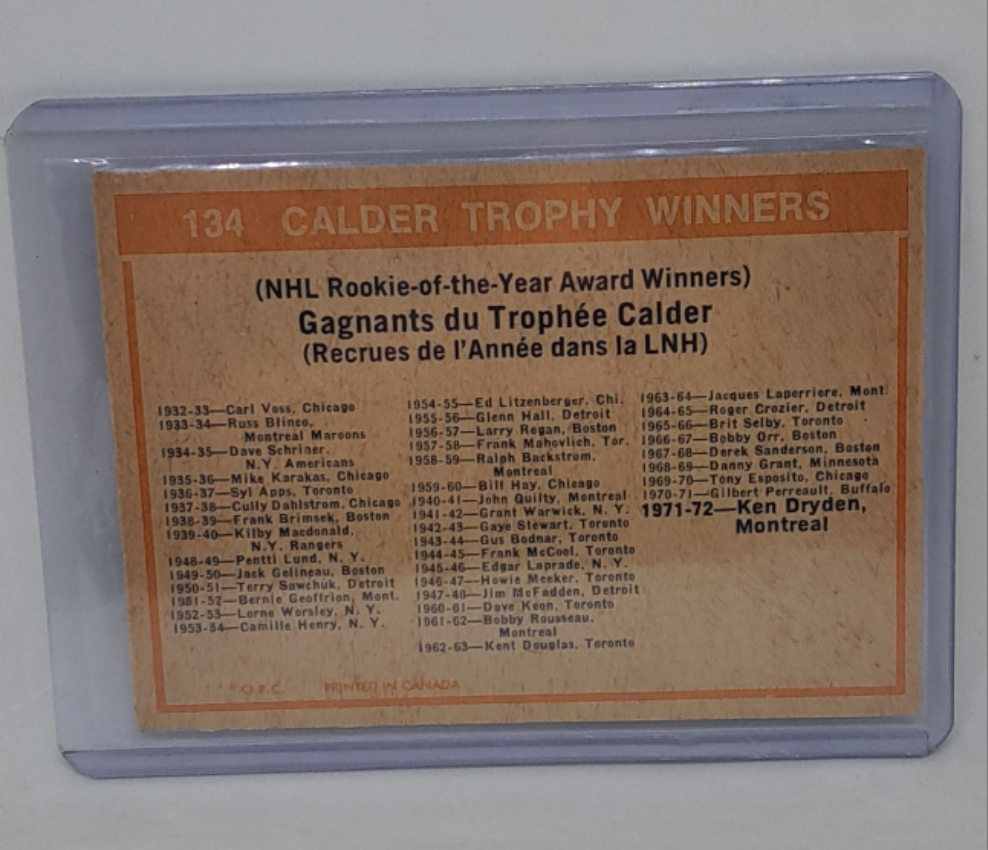 134 CALDER TROPHY WINNERS
(NHL Rookie-of-the-Year Award Winners)
Gagnants du Trophée Calder
(Recrues de l'Année dans la LNH)
1932-33—Carl Voss, Chicago
1933-34—Russ Blinco,
Montreal Maroons
1934-35—Dave Schriner,
N.Y. Americans
1935-36—Mike Karakas, Chicago
1936-37—Syl Apps, Toronto
1937-38—Cully Dahlstrom, Chicago
1938-39—Frank Brimsek, Boston
1939-40—Kilby Macdonald,
N.Y. Rangers
1948-49—Pentti Lund, N. Y.
1949-50—Jack Gelineau, Boston
1950-51—Terry Sawchuk, Detroit
1951-52—Bernie Geoffrion, Mont.
1952-53—Lorne Worsley, N. Y.
1953-54—Camille Henry, N. Y.
1954-55—Ed Litzenberger, Chi.
1955-56—Glenn Hall, Detroit
1956-57—Larry Regan, Boston
1957-58—Frank Mahovlich, Tor.
1958-59—Ralph Backstrom,
Montreal
1959-60—Bill Hay, Chicago
1940-41—John Quilty, Montreal
1941-42—Grant Warwick, N. Y.
1942-43—Gaye Stewart, Toronto
1943-44—Gus Bodnar, Toronto
1944-45—Frank McCool, Toronto
1945-46—Edgar Laprade, N. Y.
1946-47—Howie Meeker, Toronto
1947-48—Jim McFadden, Detroit
1960-61—Dave Keon, Toronto
1961-62—Bobby Rousseau,
Montreal
1962-63—Kent Douglas, Toronto
1963-64—Jacques Laperriere, Mont.
1964-65—Roger Crozier, Detroit
1965-66—Brit Selby, Toronto
1966-67—Bobby Orr, Boston
1967-68—Derek Sanderson, Boston
1968-69—Danny Grant, Minnesota
1969-70—Tony Esposito, Chicago
1970-71—Gilbert Perreault, Buffalo
1971-72—Ken Dryden,
Montreal
O.P.C. PRINTED IN CANADA